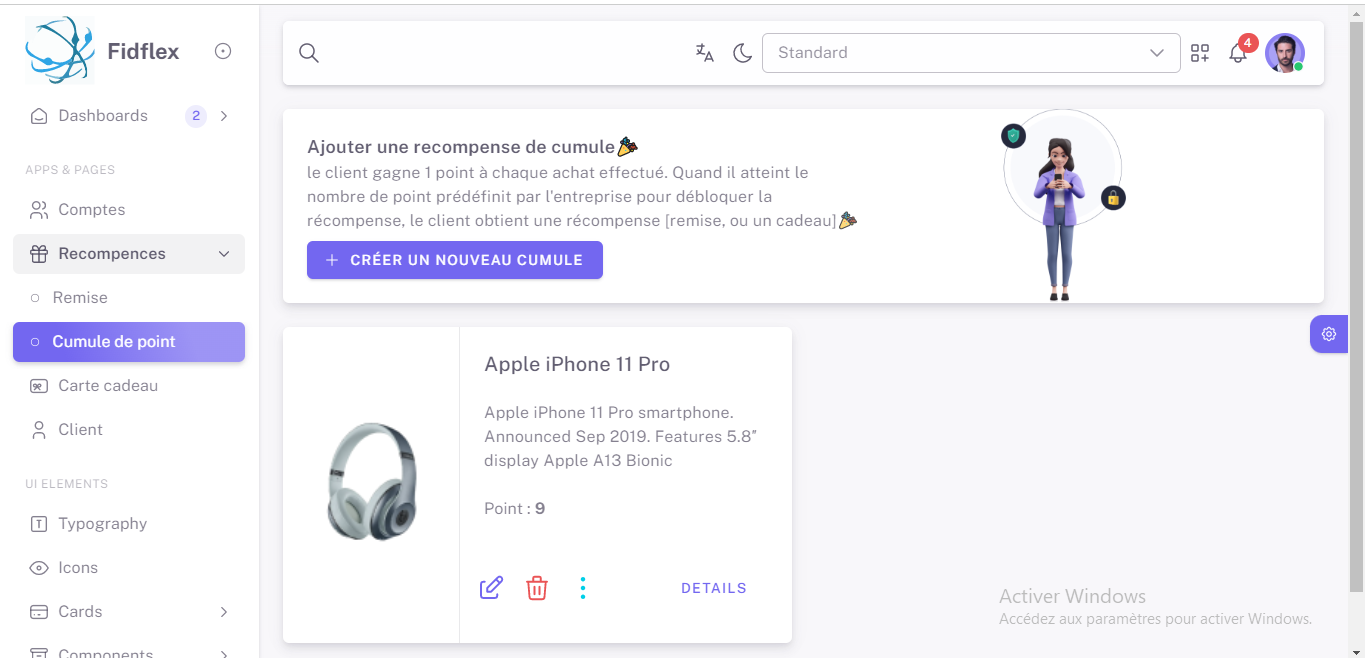 Fidflex
Standard
4
Dashboards 2
APPS & PAGES
Comptes
Recompences
Remise
Cumule de point
Carte cadeau
Client
UI ELEMENTS
Typography
Icons
Cards
Components
Ajouter une recompense de cumule
le client gagne 1 point à chaque achat effectué. Quand il atteint le
nombre de point prédéfinit par l'entreprise pour débloquer la
récompense, le client obtient une récompense [remise, ou un cadeau]
CRÉER UN NOUVEAU CUMULE
Apple iPhone 11 Pro
Apple iPhone 11 Pro smartphone.
Announced Sep 2019. Features 5.8″
display Apple A13 Bionic
Point : 9
DETAILS
Activer Windows
Accédez aux paramètres pour activer Windows.